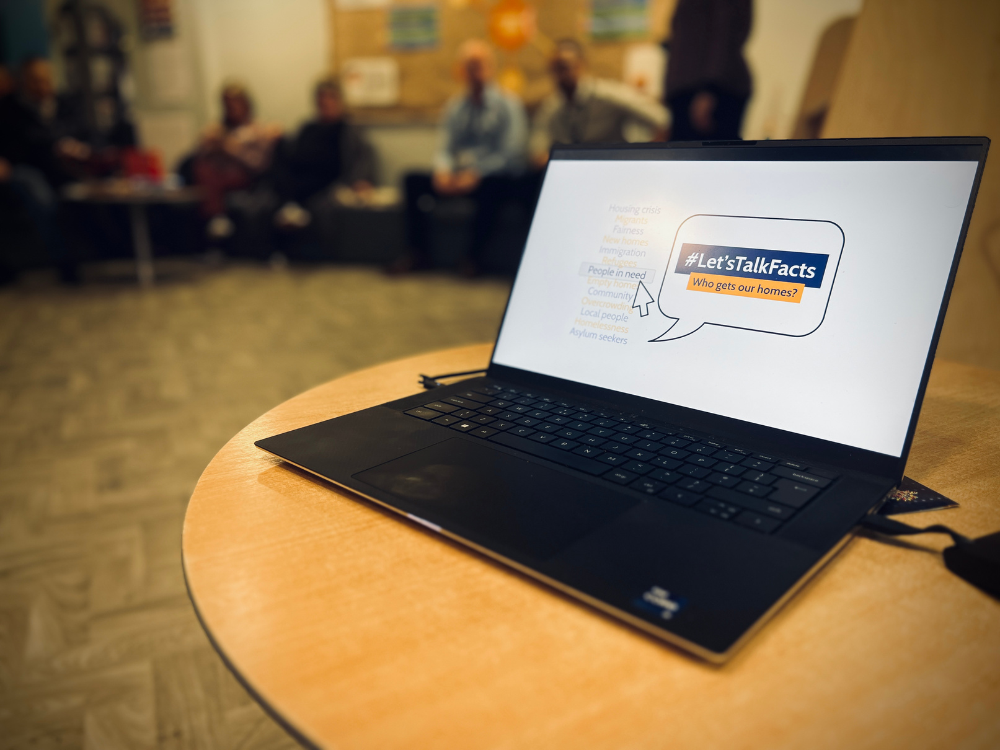 Housing crisis
Migrants
Fairness
New homes
Immigration
Refugees
People in need
Empty homes
Community
Overcrowding
Local people
Homelessness
Asylum seekers
#Let'sTalkFacts
Who gets our homes?
backspace